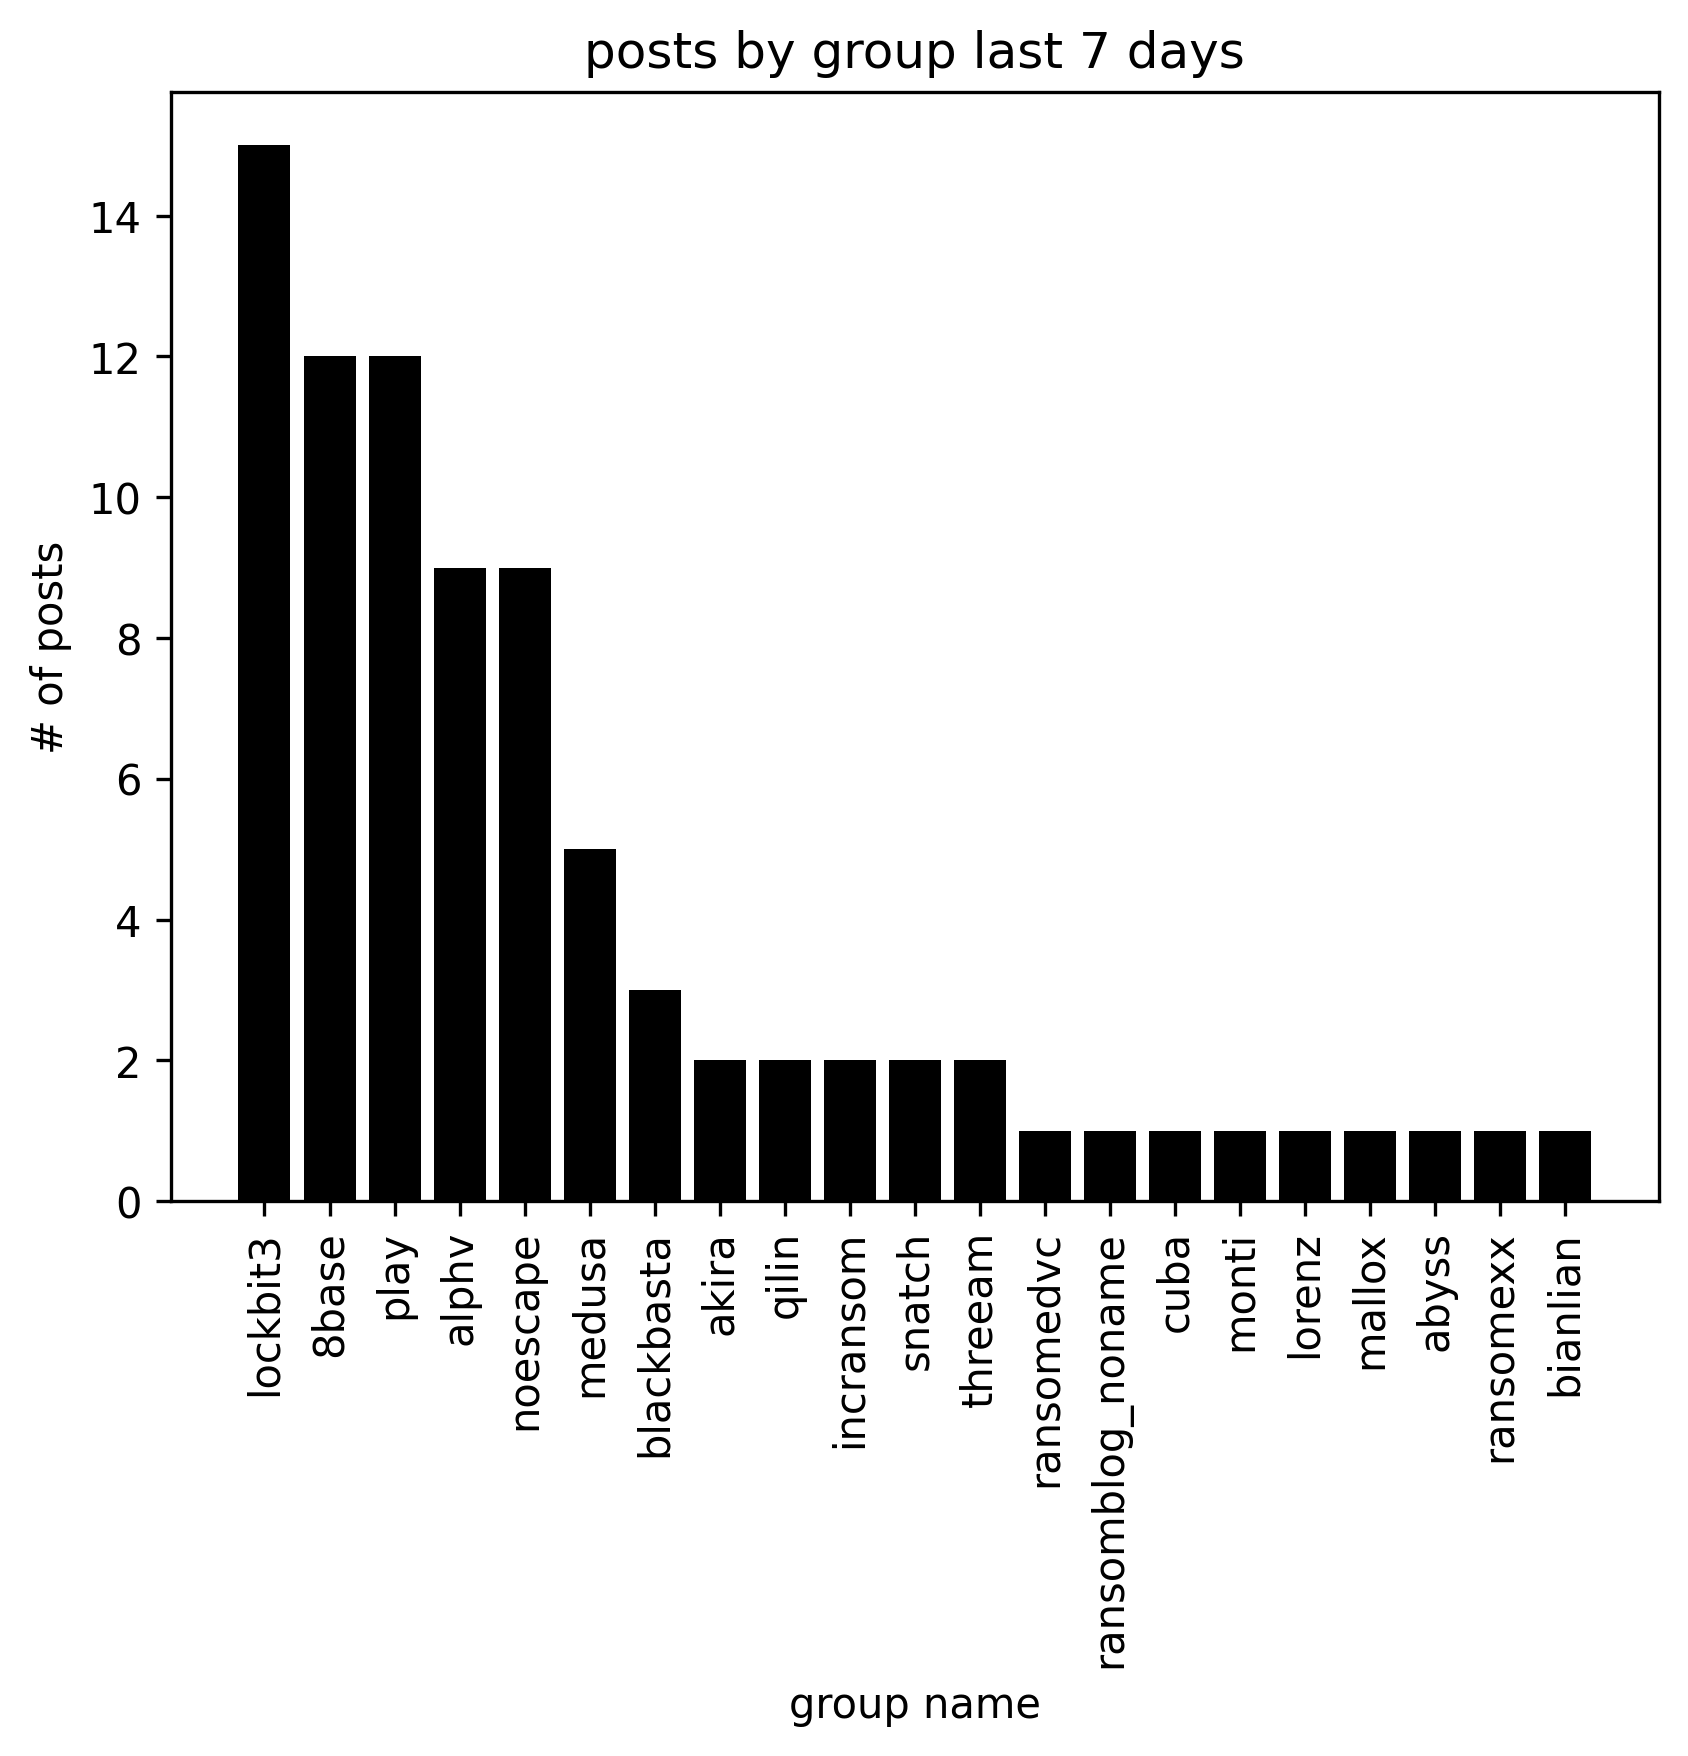 posts by group last 7 days
# of posts
14
12
10
8
6
4
2
0
lockbit3
8base
play
alphv
noescape
medusa
blackbasta
akira
qilin
incransom
snatch
threeam
ransomedvc
ransomblog_noname
cuba
monti
lorenz
mallox
abyss
ransomexx
bianlian
group name